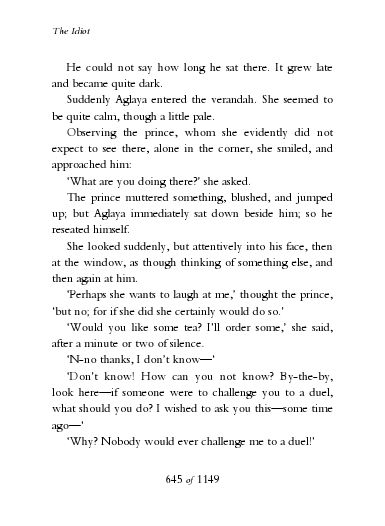 The Idiot
He could not say how long he sat there. It grew late
and became quite dark.
Suddenly Aglaya entered the verandah. She seemed to
be quite calm, though a little pale.
Observing the prince, whom she evidently did not
expect to see there, alone in the corner, she smiled, and
approached him:
'What are you doing there?' she asked.
The prince muttered something, blushed, and jumped
up; but Aglaya immediately sat down beside him; so he
reseated himself.
She looked suddenly, but attentively into his face, then
at the window, as though thinking of something else, and
then again at him.
'Perhaps she wants to laugh at me,' thought the prince,
'but no; for if she did she certainly would do so.'
'Would you like some tea? I'll order some,' she said,
after a minute or two of silence.
'N-no thanks, I don't know—'
'Don't know! How can you not know? By-the-by,
look here—if someone were to challenge you to a duel,
what should you do? I wished to ask you this—some time
ago—'
'Why? Nobody would ever challenge me to a duel!'
645 of 1149